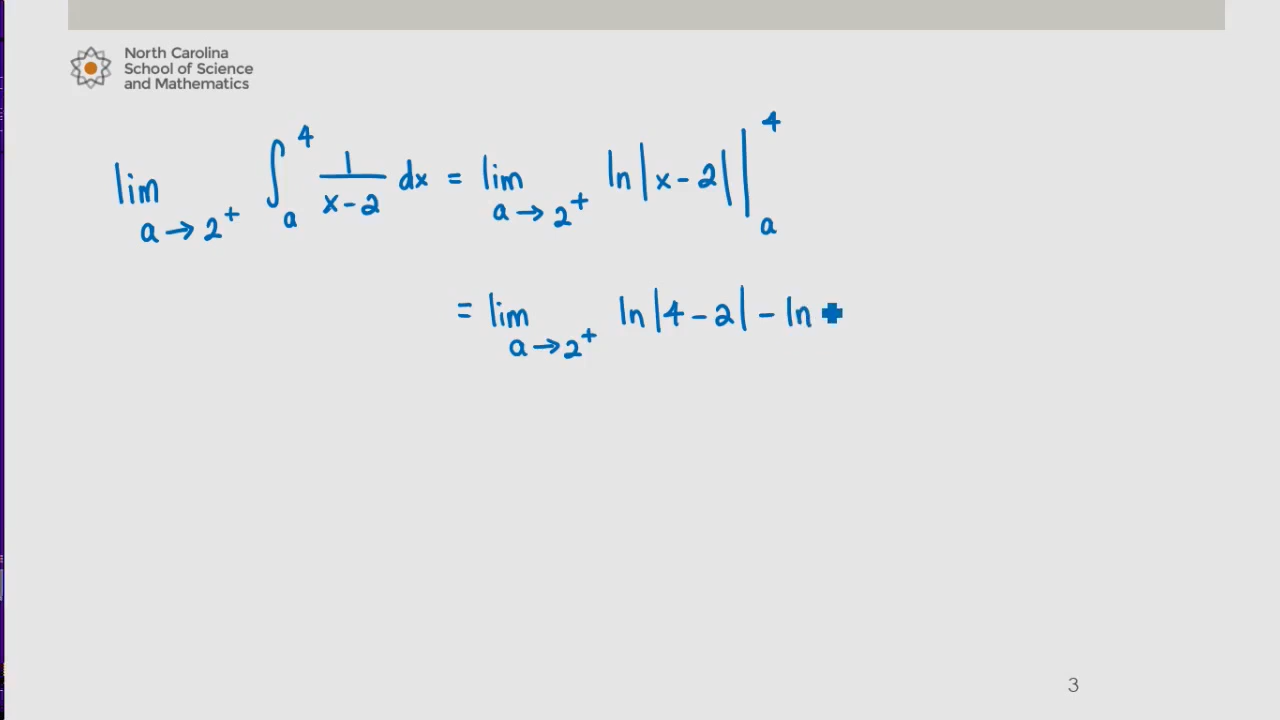 North Carolina
School of Science
and Mathematics
lim a→2⁺ ∫ₐ⁴ 1/(x-2) dx = lim a→2⁺ ln|x-2| |ₐ⁴
= lim a→2⁺ ln|4-2| - ln
3